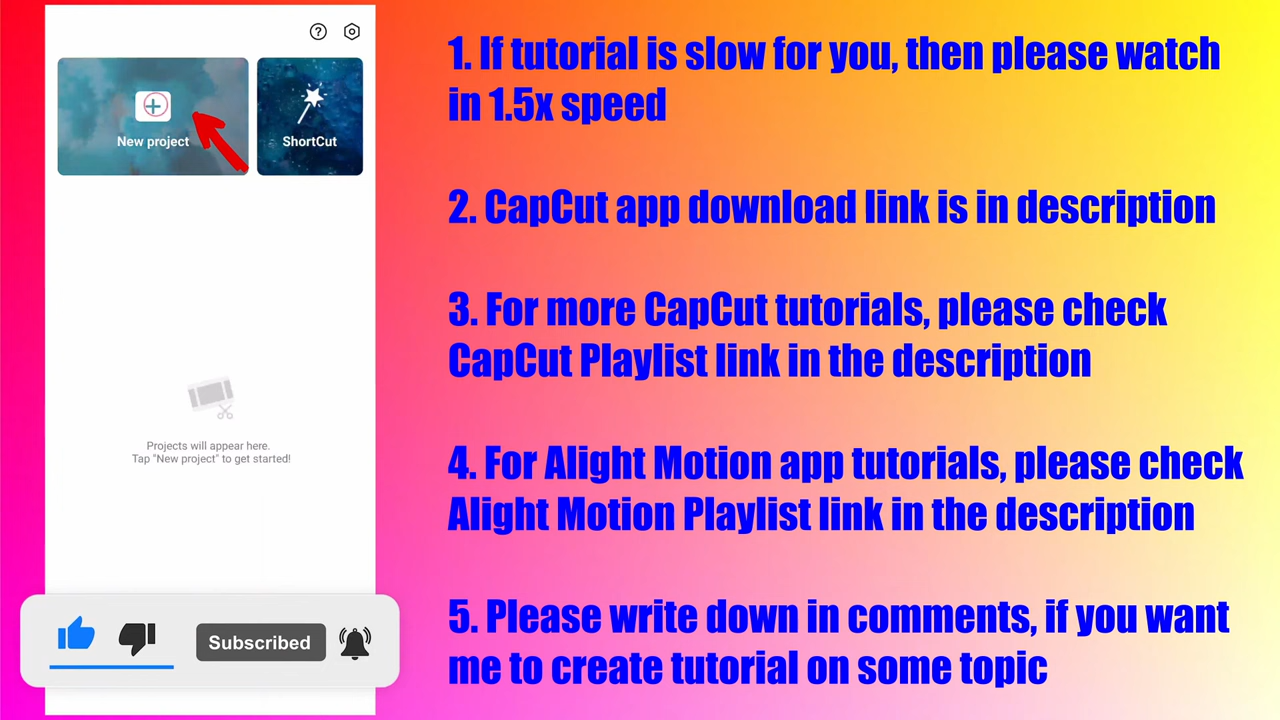 New project
ShortCut
Projects will appear here.
Tap "New project" to get started!
Subscribed
1. If tutorial is slow for you, then please watch
in 1.5x speed
2. CapCut app download link is in description
3. For more CapCut tutorials, please check
CapCut Playlist link in the description
4. For Alight Motion app tutorials, please check
Alight Motion Playlist link in the description
5. Please write down in comments, if you want
me to create tutorial on some topic